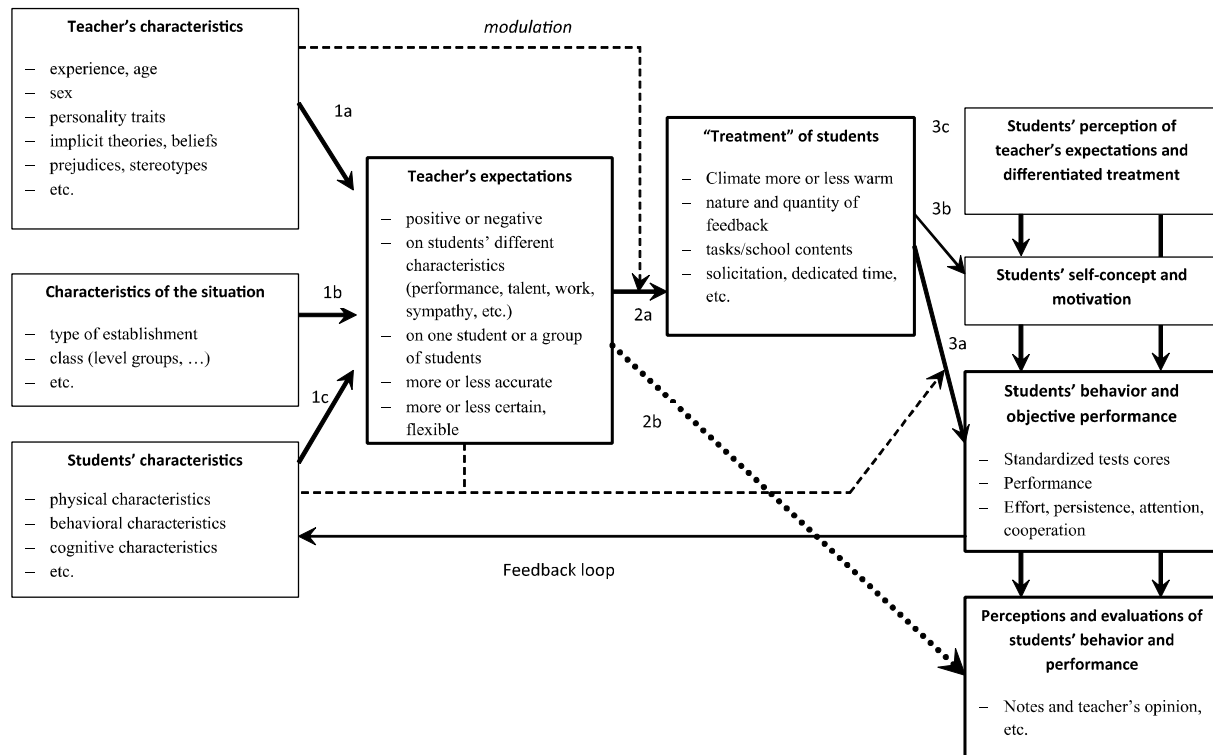 Teacher's characteristics
– experience, age
– sex
– personality traits
– implicit theories, beliefs
– prejudices, stereotypes
– etc.
modulation
1a
Characteristics of the situation
– type of establishment
– class (level groups, …)
– etc.
1b
Students' characteristics
– physical characteristics
– behavioral characteristics
– cognitive characteristics
– etc.
1c
Teacher's expectations
– positive or negative
– on students' different
characteristics
(performance, talent, work,
sympathy, etc.)
– on one student or a group
of students
– more or less accurate
– more or less certain,
flexible
2a
2b
Feedback loop
“Treatment” of students
– Climate more or less warm
– nature and quantity of
feedback
– tasks/school contents
– solicitation, dedicated time,
etc.
3c
3b
3a
Students' perception of
teacher's expectations and
differentiated treatment
Students' self-concept and
motivation
Students' behavior and
objective performance
– Standardized tests cores
– Performance
– Effort, persistence, attention,
cooperation
Perceptions and evaluations of
students' behavior and
performance
– Notes and teacher's opinion,
etc.